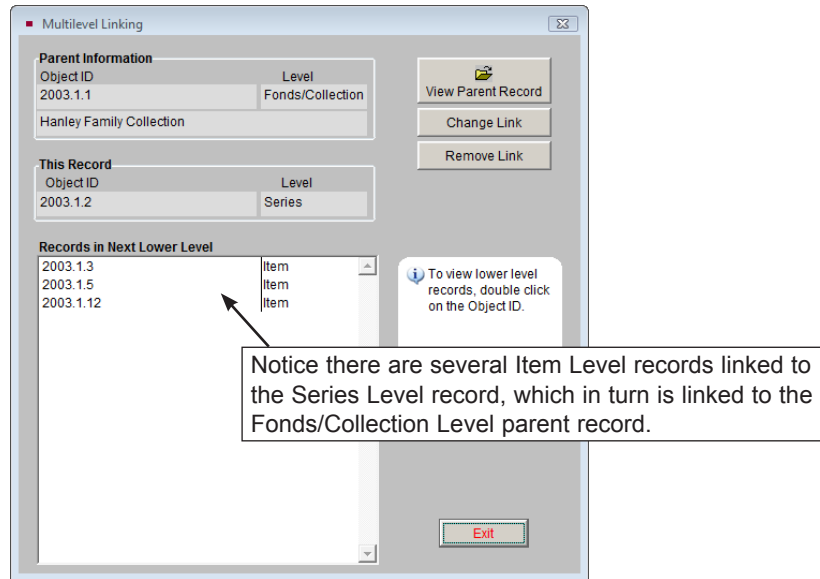 Multilevel Linking
Parent Information
Object ID Level
2003.1.1 Fonds/Collection
Hanley Family Collection
View Parent Record
Change Link
Remove Link
This Record
Object ID Level
2003.1.2 Series
Records in Next Lower Level
2003.1.3 Item
2003.1.5 Item
2003.1.12 Item
To view lower level
records, double click
on the Object ID.
Notice there are several Item Level records linked to
the Series Level record, which in turn is linked to the
Fonds/Collection Level parent record.
Exit